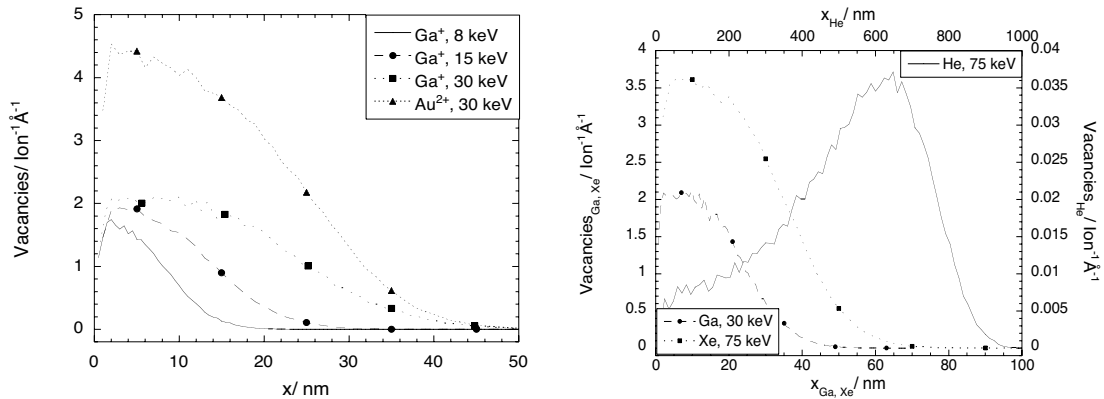 5
4
3
2
1
0
Vacancies/ Ion⁻¹Å⁻¹
0 10 20 30 40 50
x/ nm
Ga⁺, 8 keV
Ga⁺, 15 keV
Ga⁺, 30 keV
Au²⁺, 30 keV
x_He/ nm
0 200 400 600 800 1000
4
3.5
3
2.5
2
1.5
1
0.5
0
Vacancies_Ga, Xe/ Ion⁻¹Å⁻¹
He, 75 keV
Ga, 30 keV
Xe, 75 keV
0.04
0.035
0.03
0.025
0.02
0.015
0.01
0.005
0
Vacancies_He/ Ion⁻¹Å⁻¹
0 20 40 60 80 100
x_Ga, Xe/ nm